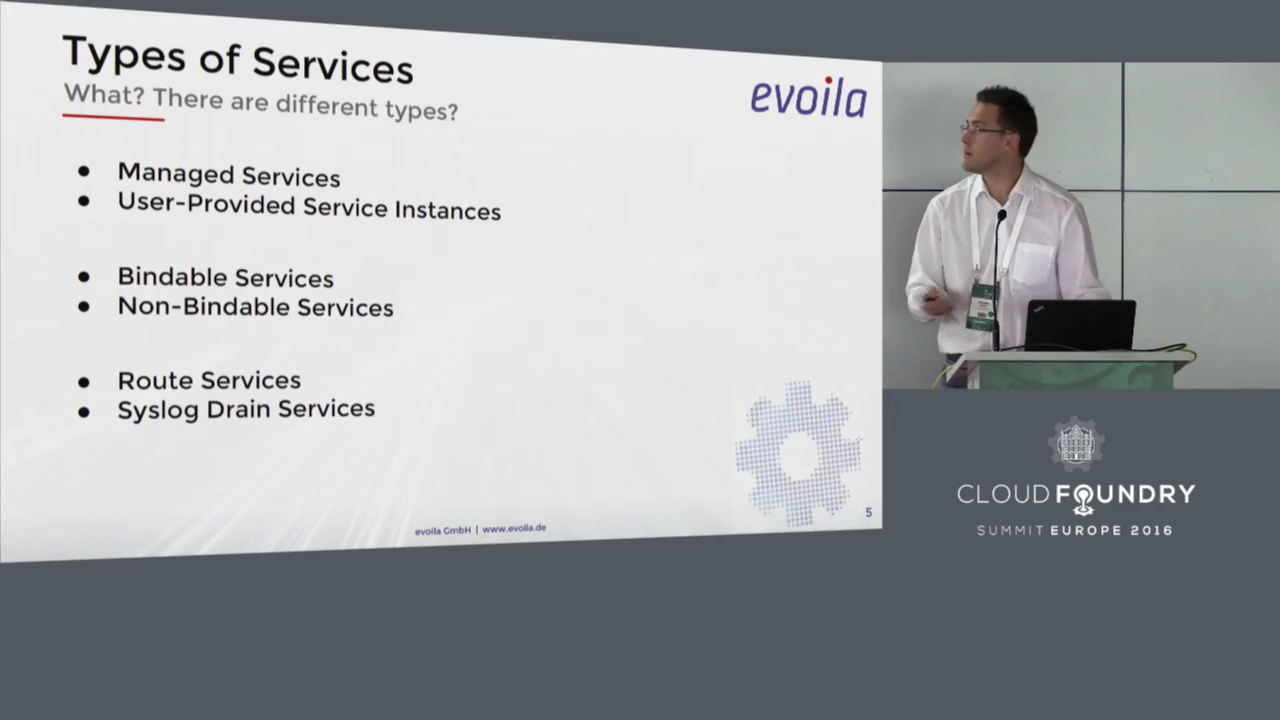 Types of Services
What? There are different types?
evoila
● Managed Services
● User-Provided Service Instances
● Bindable Services
● Non-Bindable Services
● Route Services
● Syslog Drain Services
evoila GmbH | www.evoila.de
5
CLOUD FOUNDRY
SUMMIT EUROPE 2016